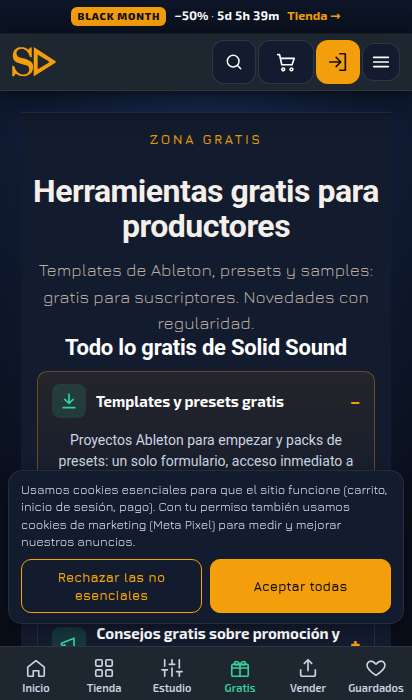 BLACK MONTH −50% · 5d 5h 39m Tienda →
S
ZONA GRATIS
Herramientas gratis para
productores
Templates de Ableton, presets y samples:
gratis para suscriptores. Novedades con
regularidad.
Todo lo gratis de Solid Sound
Templates y presets gratis −
Proyectos Ableton para empezar y packs de
presets: un solo formulario, acceso inmediato a
Usamos cookies esenciales para que el sitio funcione (carrito,
inicio de sesión, pago). Con tu permiso también usamos
cookies de marketing (Meta Pixel) para medir y mejorar
nuestros anuncios.
Rechazar las no
esenciales
Aceptar todas
Consejos gratis sobre promoción y +
Inicio Tienda Estudio Gratis Vender Guardados